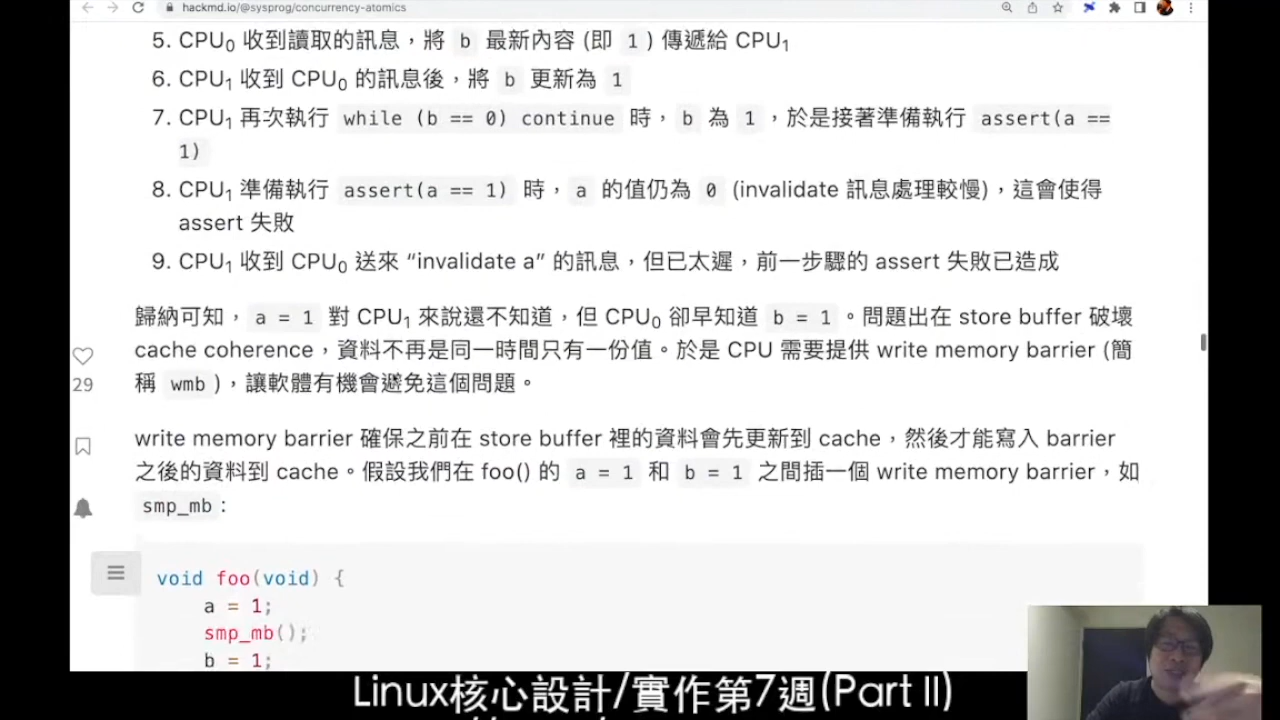 hackmd.io/@sysprog/concurrency-atomics
5. CPU0 收到讀取的訊息，將 b 最新內容 (即 1 ) 傳遞給 CPU1
6. CPU1 收到 CPU0 的訊息後，將 b 更新為 1
7. CPU1 再次執行 while (b == 0) continue 時，b 為 1 ，於是接著準備執行 assert(a ==
1)
8. CPU1 準備執行 assert(a == 1) 時，a 的值仍為 0 (invalidate 訊息處理較慢)，這會使得
assert 失敗
9. CPU1 收到 CPU0 送來 “invalidate a” 的訊息，但已太遲，前一步驟的 assert 失敗已造成
歸納可知，a = 1 對 CPU1 來說還不知道，但 CPU0 卻早知道 b = 1 。問題出在 store buffer 破壞
cache coherence，資料不再是同一時間只有一份值。於是 CPU 需要提供 write memory barrier (簡
稱 wmb )，讓軟體有機會避免這個問題。
29
write memory barrier 確保之前在 store buffer 裡的資料會先更新到 cache，然後才能寫入 barrier
之後的資料到 cache。假設我們在 foo() 的 a = 1 和 b = 1 之間插一個 write memory barrier，如
smp_mb：
void foo(void) {
a = 1;
smp_mb();
b = 1;
Linux核心設計/實作第7週(Part II)